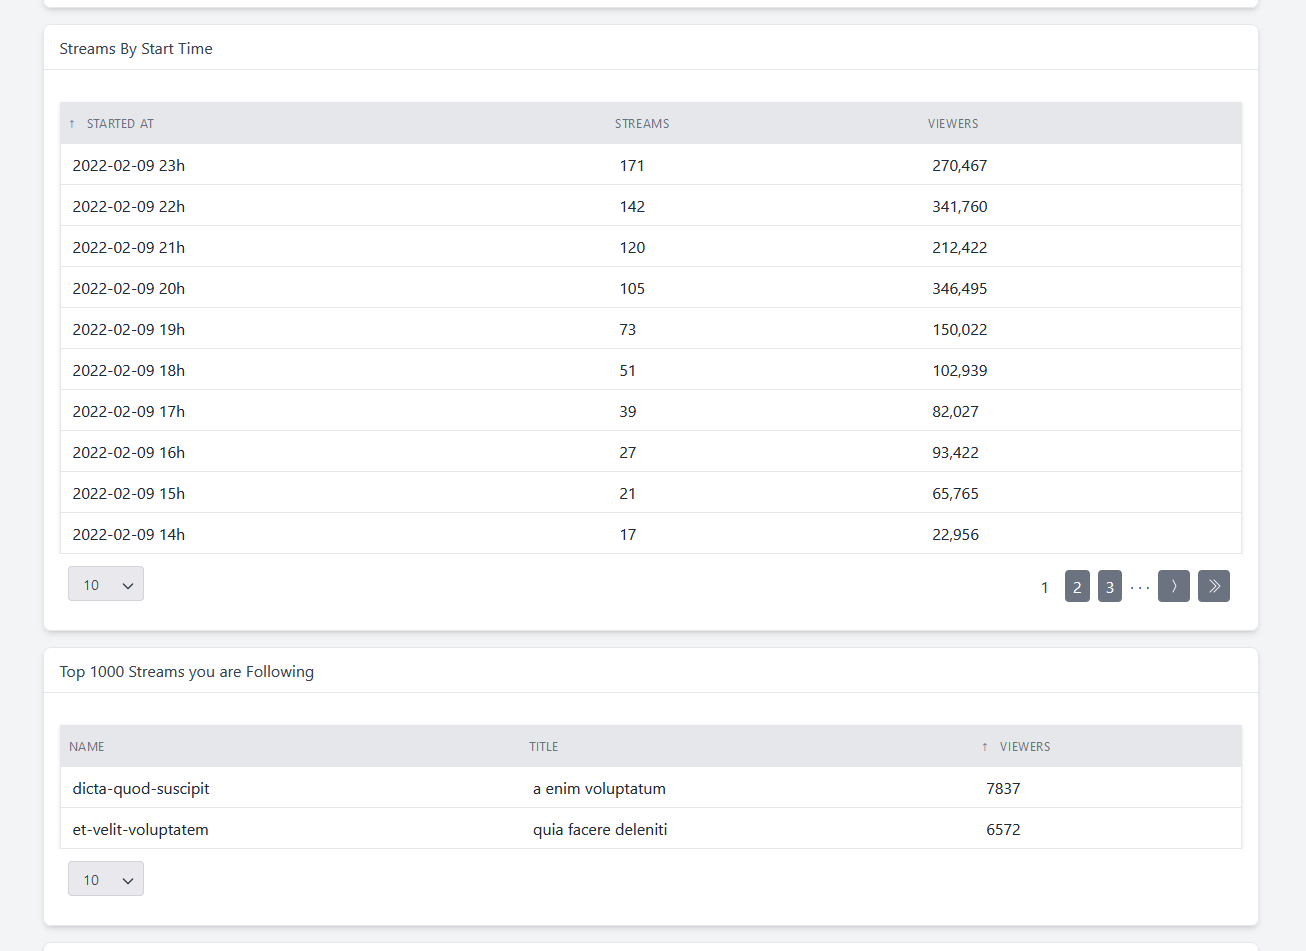 Streams By Start Time
↑ STARTED AT STREAMS VIEWERS
2022-02-09 23h 171 270,467
2022-02-09 22h 142 341,760
2022-02-09 21h 120 212,422
2022-02-09 20h 105 346,495
2022-02-09 19h 73 150,022
2022-02-09 18h 51 102,939
2022-02-09 17h 39 82,027
2022-02-09 16h 27 93,422
2022-02-09 15h 21 65,765
2022-02-09 14h 17 22,956
10 1 2 3 ... 〉 》
Top 1000 Streams you are Following
NAME TITLE ↑ VIEWERS
dicta-quod-suscipit a enim voluptatum 7837
et-velit-voluptatem quia facere deleniti 6572
10